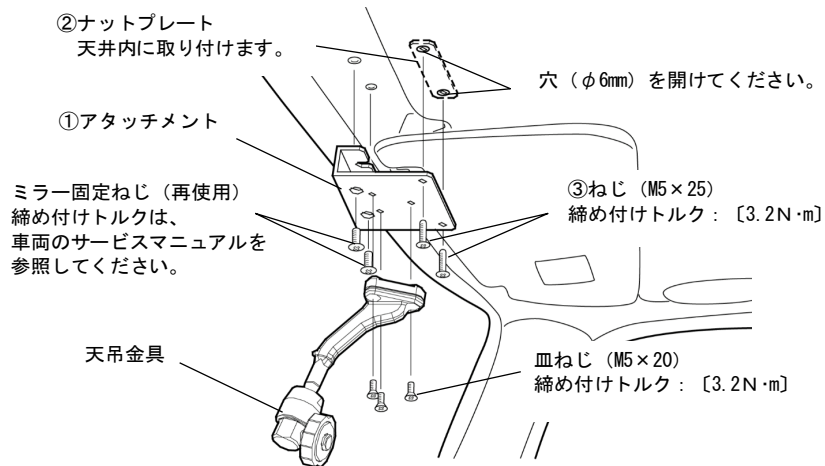 ②ナットプレート
天井内に取り付けます。
穴（φ6mm）を開けてください。
①アタッチメント
ミラー固定ねじ（再使用）
締め付けトルクは、
車両のサービスマニュアルを
参照してください。
③ねじ（M5×25）
締め付けトルク：〔3.2N·m〕
天吊金具
皿ねじ（M5×20）
締め付けトルク：〔3.2N·m〕